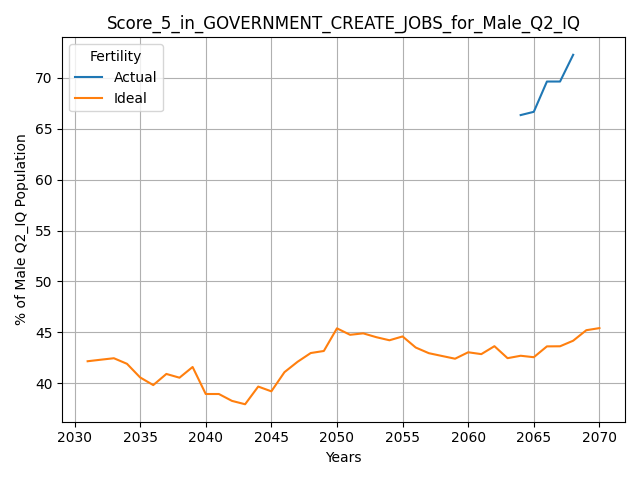 Score_5_in_GOVERNMENT_CREATE_JOBS_for_Male_Q2_IQ
Fertility
Actual
Ideal
% of Male Q2_IQ Population
70
65
60
55
50
45
40
2030 2035 2040 2045 2050 2055 2060 2065 2070
Years